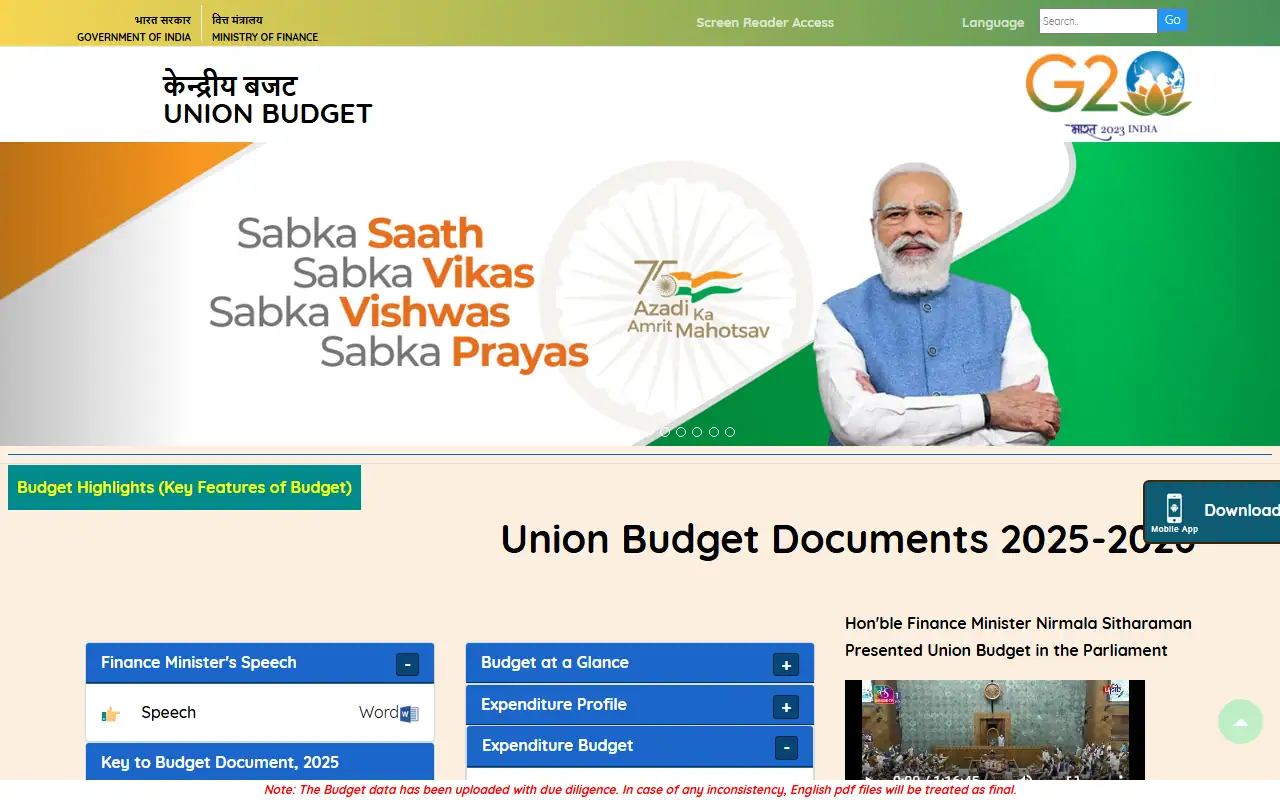 भारत सरकार
GOVERNMENT OF INDIA
वित्त मंत्रालय
MINISTRY OF FINANCE
Screen Reader Access
Language
Search..
Go
केन्द्रीय बजट
UNION BUDGET
G20
भारत 2023 INDIA
Sabka Saath
Sabka Vikas
Sabka Vishwas
Sabka Prayas
75
Azadi Ka
Amrit Mahotsav
Budget Highlights (Key Features of Budget)
Mobile App
Download
Union Budget Documents 2025-2026
Hon'ble Finance Minister Nirmala Sitharaman
Presented Union Budget in the Parliament
Finance Minister's Speech
-
Speech
Word
Key to Budget Document, 2025
Budget at a Glance
+
Expenditure Profile
+
Expenditure Budget
-
0:00 / 1:16:45
Note: The Budget data has been uploaded with due diligence. In case of any inconsistency, English pdf files will be treated as final.